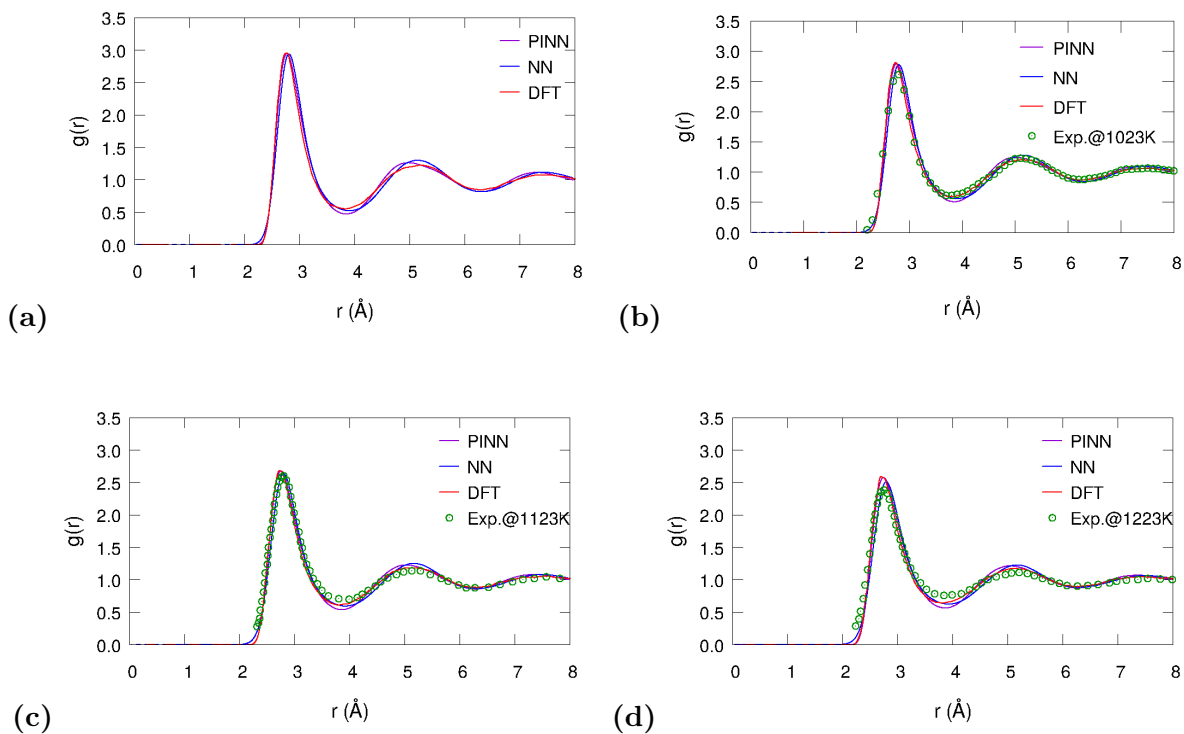 3.5
3.0
2.5
2.0
1.5
1.0
0.5
0.0
g(r)
PINN
NN
DFT
0 1 2 3 4 5 6 7 8
r (Å)
(a)
3.5
3.0
2.5
2.0
1.5
1.0
0.5
0.0
g(r)
PINN
NN
DFT
Exp.@1023K
0 1 2 3 4 5 6 7 8
r (Å)
(b)
3.5
3.0
2.5
2.0
1.5
1.0
0.5
0.0
g(r)
PINN
NN
DFT
Exp.@1123K
0 1 2 3 4 5 6 7 8
r (Å)
(c)
3.5
3.0
2.5
2.0
1.5
1.0
0.5
0.0
g(r)
PINN
NN
DFT
Exp.@1223K
0 1 2 3 4 5 6 7 8
r (Å)
(d)